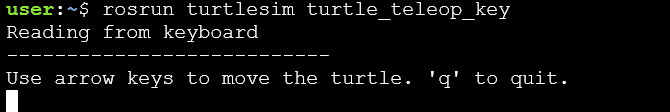 user:~$ rosrun turtlesim turtle_teleop_key
Reading from keyboard
---------------------------
Use arrow keys to move the turtle. 'q' to quit.